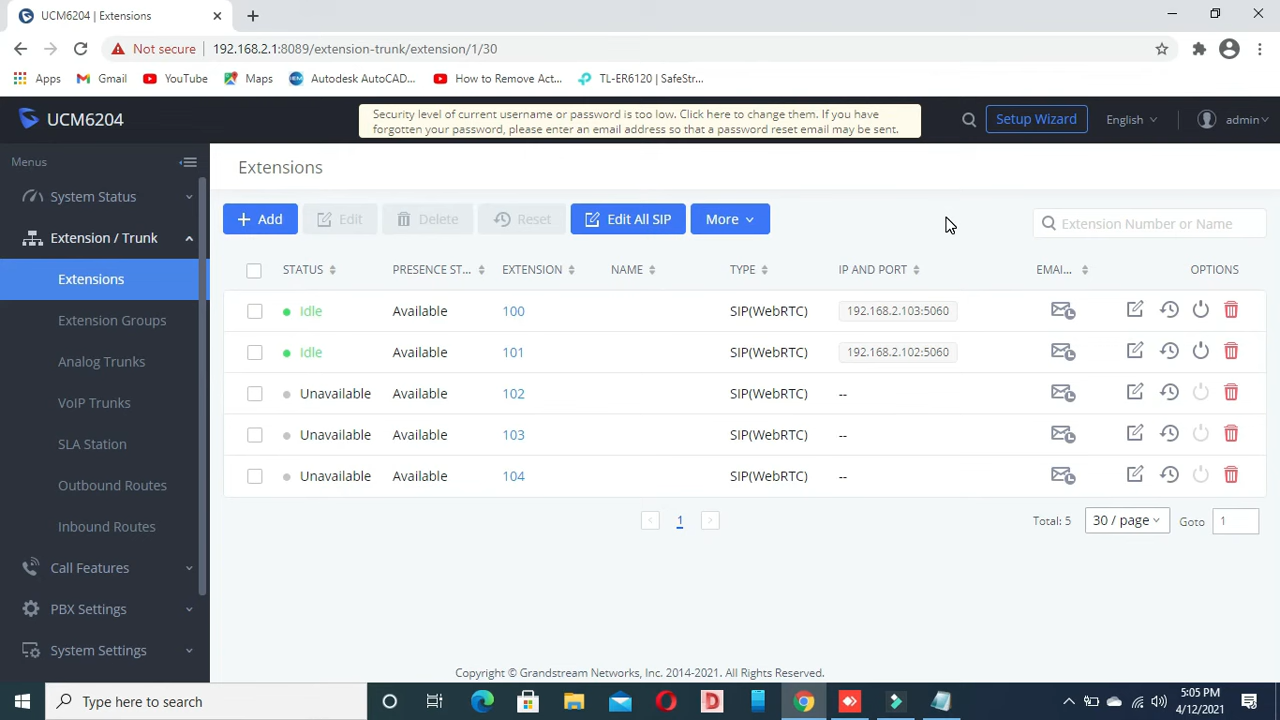 UCM6204 | Extensions
Not secure 192.168.2.1:8089/extension-trunk/extension/1/30
Apps Gmail YouTube Maps Autodesk AutoCAD... How to Remove Act... TL-ER6120 | SafeStr...
UCM6204
Security level of current username or password is too low. Click here to change them. If you have
forgotten your password, please enter an email address so that a password reset email may be sent.
Setup Wizard English admin
Menus
System Status
Extension / Trunk
Extensions
Extension Groups
Analog Trunks
VoIP Trunks
SLA Station
Outbound Routes
Inbound Routes
Call Features
PBX Settings
System Settings
Extensions
+ Add Edit Delete Reset Edit All SIP More Extension Number or Name
STATUS PRESENCE ST... EXTENSION NAME TYPE IP AND PORT EMAI... OPTIONS
Idle Available 100 SIP(WebRTC) 192.168.2.103:5060
Idle Available 101 SIP(WebRTC) 192.168.2.102:5060
Unavailable Available 102 SIP(WebRTC) --
Unavailable Available 103 SIP(WebRTC) --
Unavailable Available 104 SIP(WebRTC) --
< 1 > Total: 5 30 / page Goto 1
Copyright © Grandstream Networks, Inc. 2014-2021. All Rights Reserved.
Type here to search
5:05 PM
4/12/2021